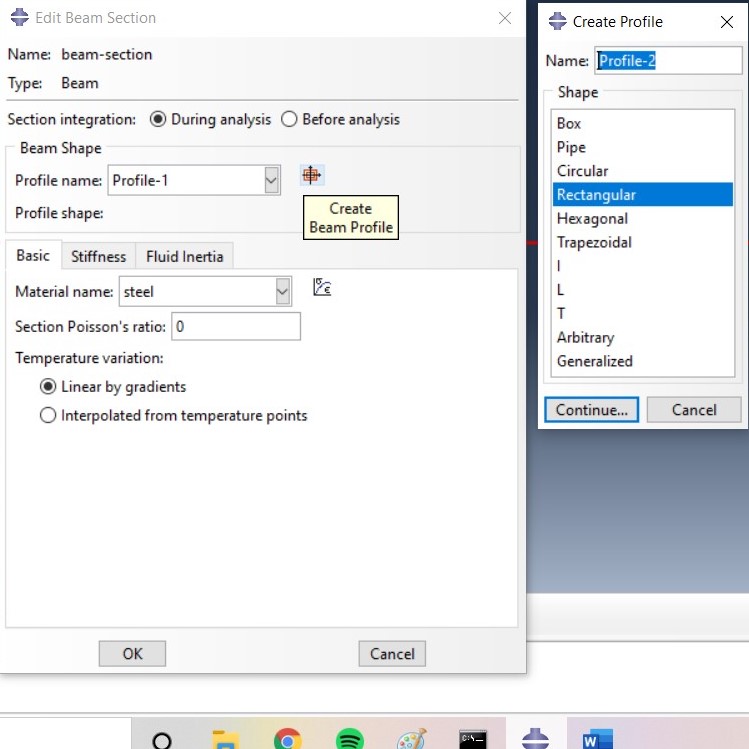 Edit Beam Section
Name: beam-section
Type: Beam
Section integration: During analysis Before analysis
Beam Shape
Profile name: Profile-1
Profile shape:
Create
Beam Profile
Basic Stiffness Fluid Inertia
Material name: steel
Section Poisson's ratio: 0
Temperature variation:
Linear by gradients
Interpolated from temperature points
OK Cancel
Create Profile
Name: Profile-2
Shape
Box
Pipe
Circular
Rectangular
Hexagonal
Trapezoidal
I
L
T
Arbitrary
Generalized
Continue... Cancel